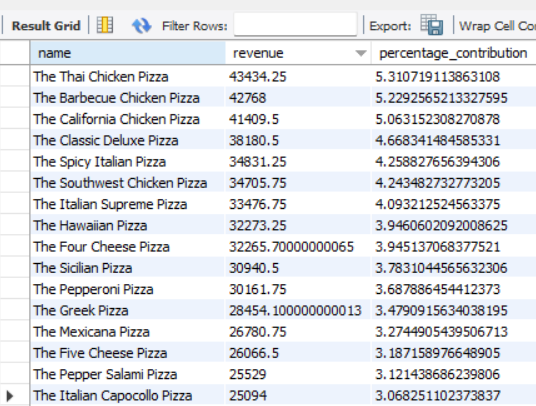 Result Grid Filter Rows: Export: Wrap Cell Co
name revenue percentage_contribution
The Thai Chicken Pizza 43434.25 5.310719113863108
The Barbecue Chicken Pizza 42768 5.2292565213327595
The California Chicken Pizza 41409.5 5.063152308270878
The Classic Deluxe Pizza 38180.5 4.668341484585331
The Spicy Italian Pizza 34831.25 4.258827656394306
The Southwest Chicken Pizza 34705.75 4.243482732773205
The Italian Supreme Pizza 33476.75 4.093212524563375
The Hawaiian Pizza 32273.25 3.9460602092008625
The Four Cheese Pizza 32265.70000000065 3.945137068377521
The Sicilian Pizza 30940.5 3.7831044565632306
The Pepperoni Pizza 30161.75 3.687886454412373
The Greek Pizza 28454.100000000013 3.4790915634038195
The Mexicana Pizza 26780.75 3.2744905439506713
The Five Cheese Pizza 26066.5 3.187158976648905
The Pepper Salami Pizza 25529 3.121438686239806
The Italian Capocollo Pizza 25094 3.068251102373837